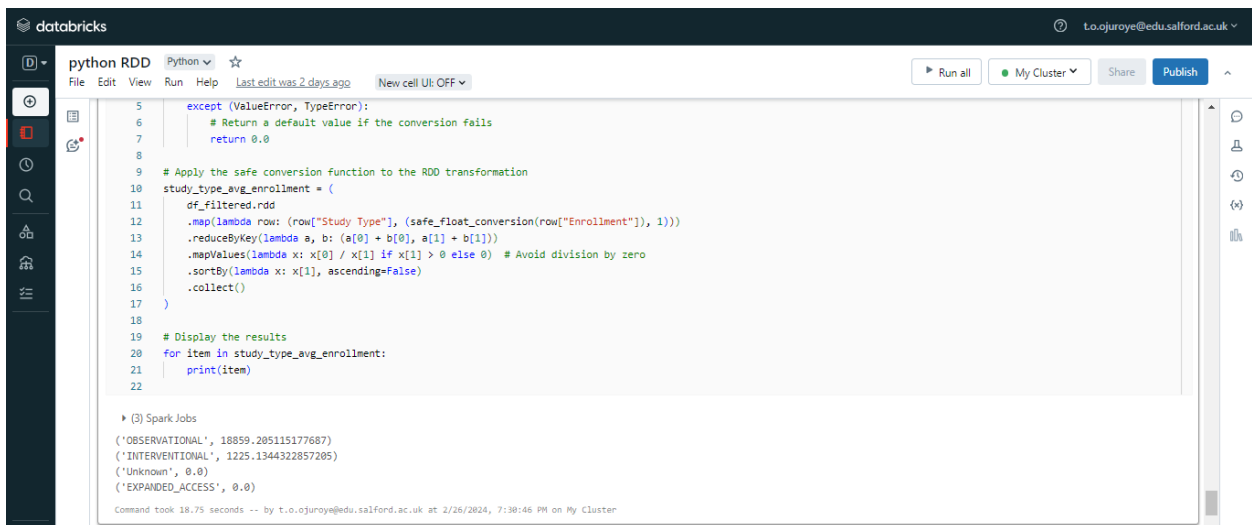 databricks
t.o.ojuroye@edu.salford.ac.uk
D
python RDD Python
File Edit View Run Help Last edit was 2 days ago New cell UI: OFF
Run all My Cluster Share Publish
5 except (ValueError, TypeError):
6 # Return a default value if the conversion fails
7 return 0.0
8
9 # Apply the safe conversion function to the RDD transformation
10 study_type_avg_enrollment = (
11 df_filtered.rdd
12 .map(lambda row: (row["Study Type"], (safe_float_conversion(row["Enrollment"]), 1)))
13 .reduceByKey(lambda a, b: (a[0] + b[0], a[1] + b[1]))
14 .mapValues(lambda x: x[0] / x[1] if x[1] > 0 else 0) # Avoid division by zero
15 .sortBy(lambda x: x[1], ascending=False)
16 .collect()
17 )
18
19 # Display the results
20 for item in study_type_avg_enrollment:
21 print(item)
22
(3) Spark Jobs
('OBSERVATIONAL', 18859.205115177687)
('INTERVENTIONAL', 1225.1344322857205)
('Unknown', 0.0)
('EXPANDED_ACCESS', 0.0)
Command took 18.75 seconds -- by t.o.ojuroye@edu.salford.ac.uk at 2/26/2024, 7:30:46 PM on My Cluster